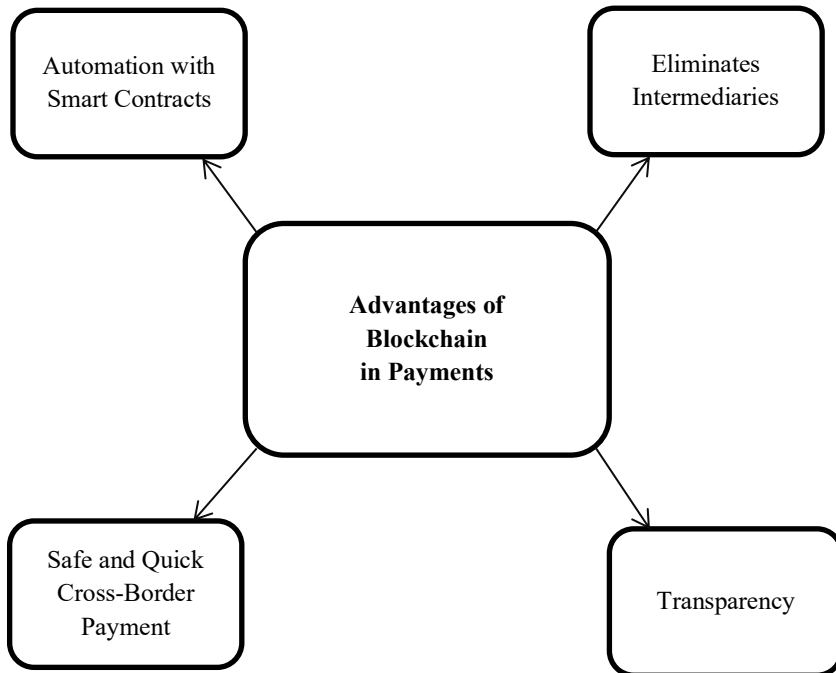 Automation with
Smart Contracts
Eliminates
Intermediaries
Advantages of
Blockchain
in Payments
Safe and Quick
Cross-Border
Payment
Transparency